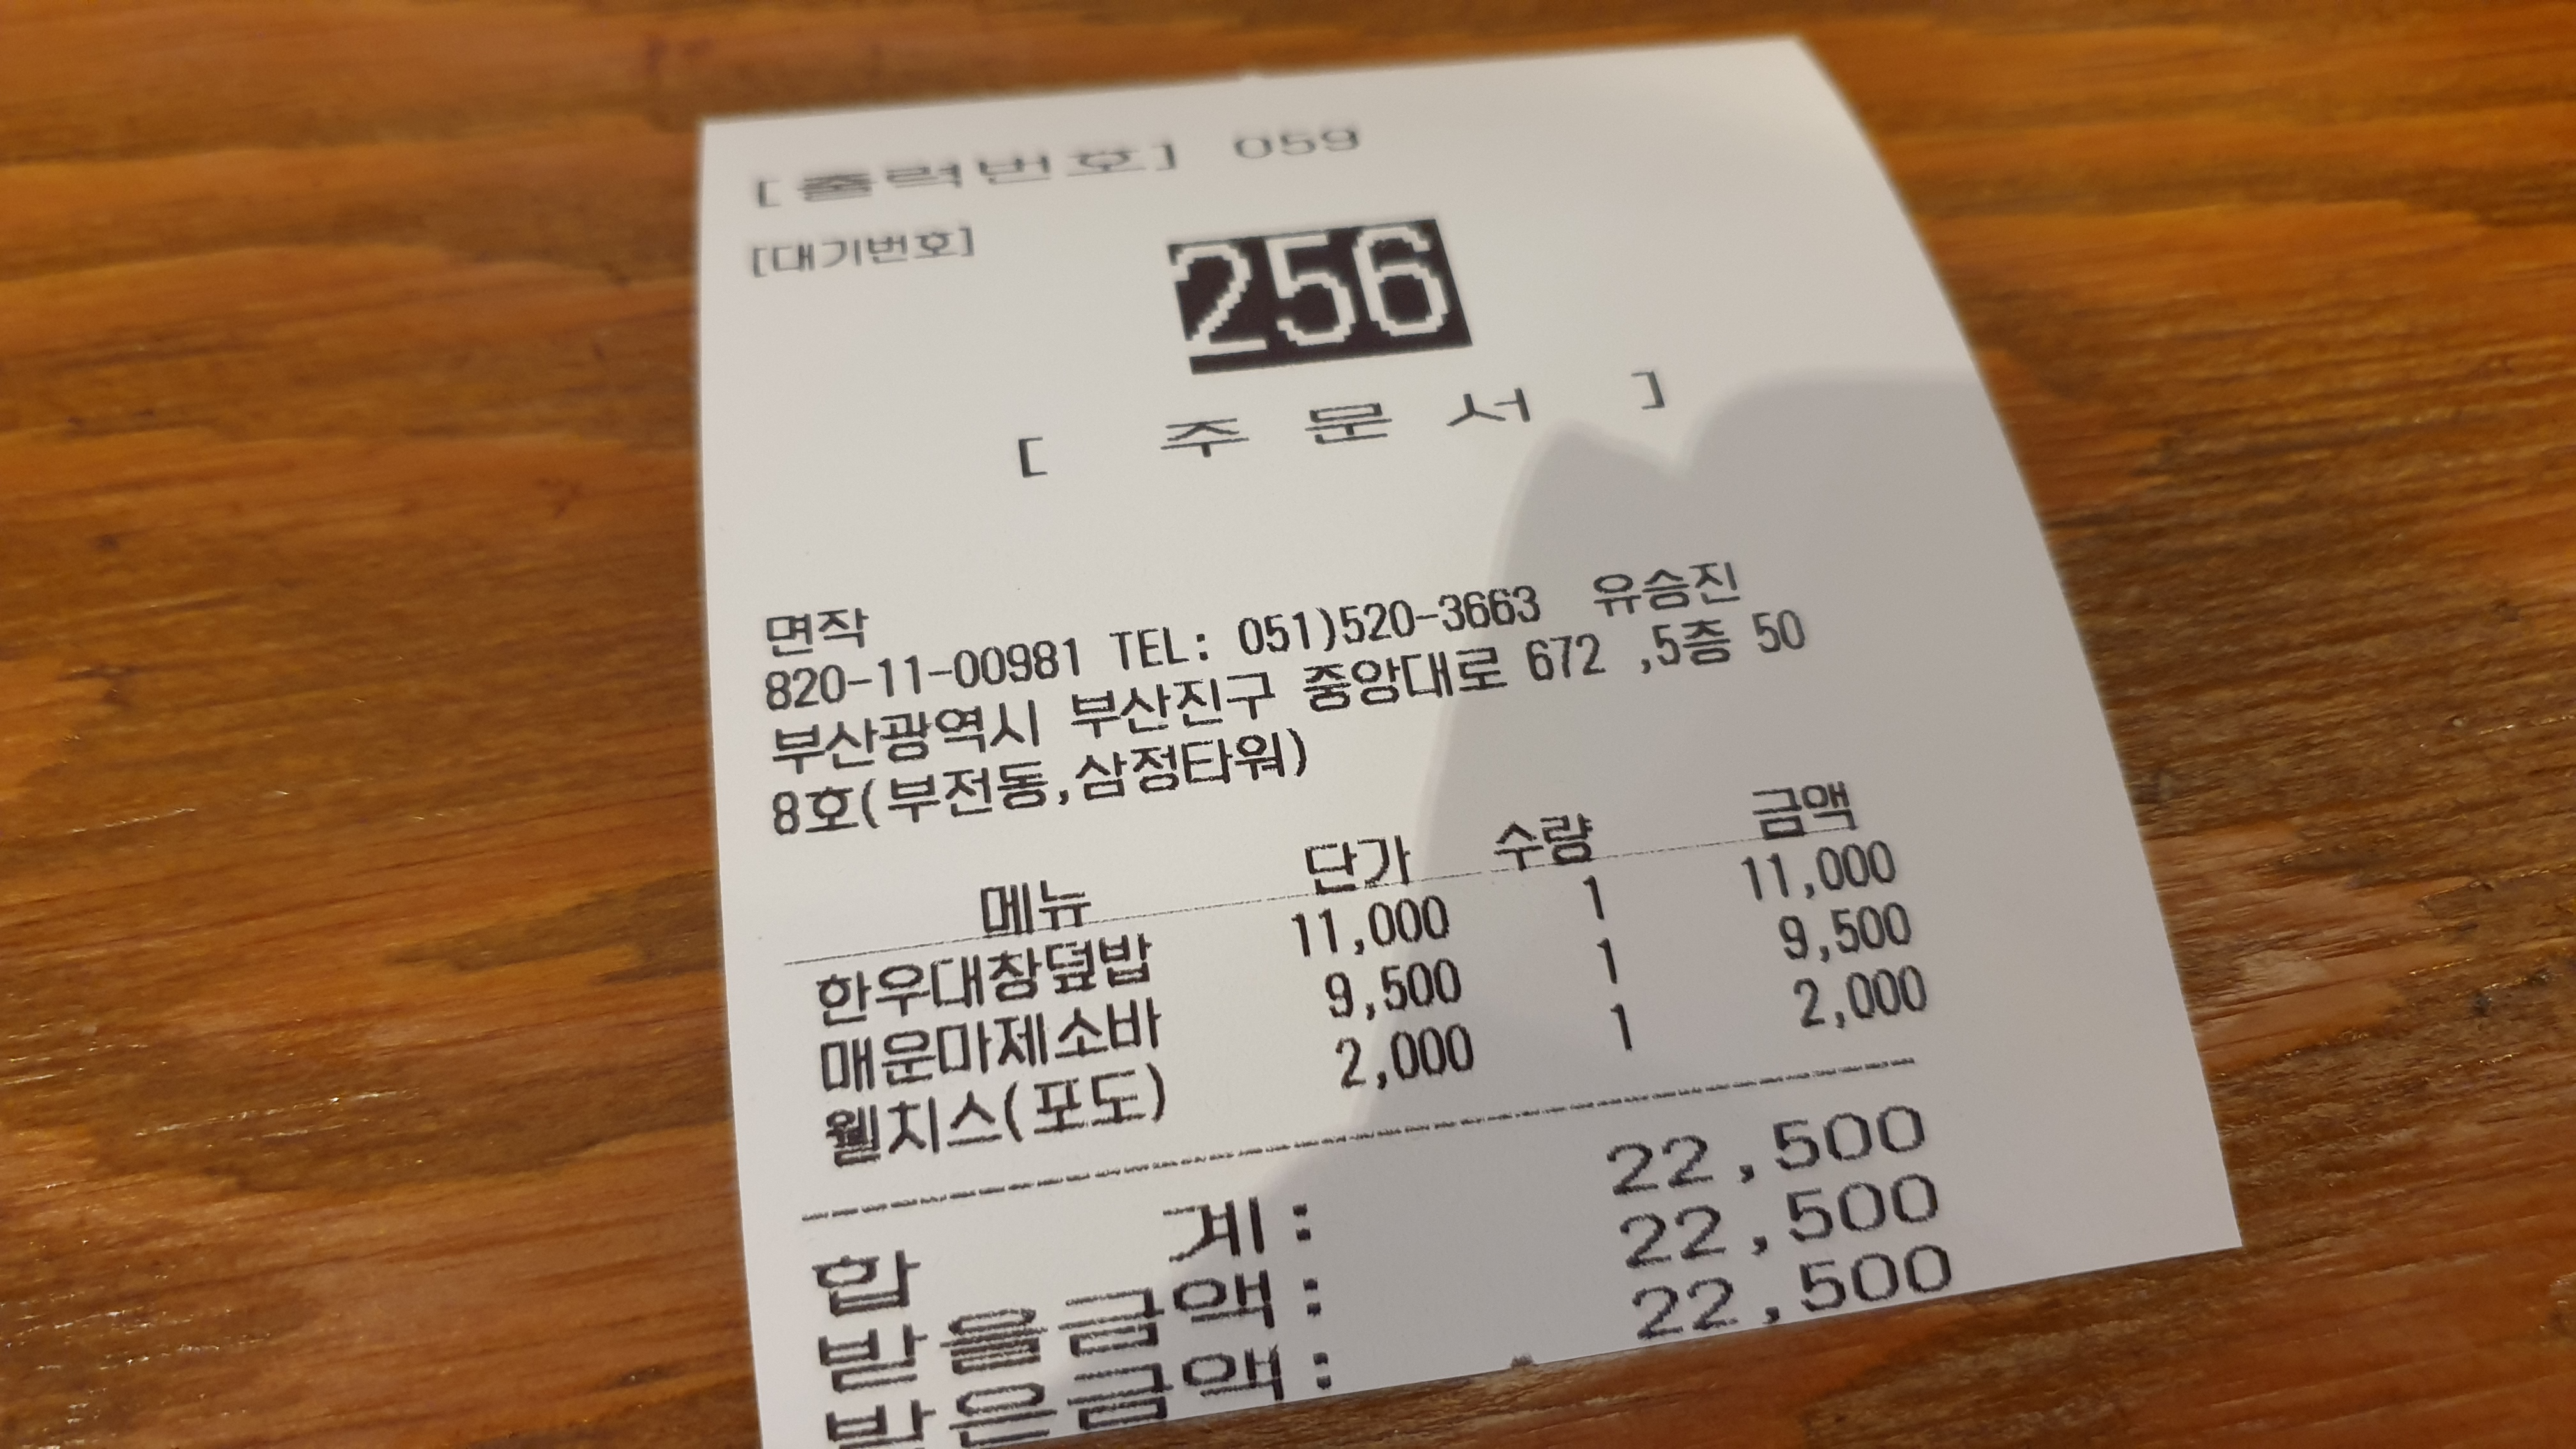 [출력번호] 059
[대기번호] 256
[ 주 문 서 ]
면작
820-11-00981 TEL: 051)520-3663 유승진
부산광역시 부산진구 중앙대로 672 ,5층 50
8호(부전동,삼정타워)
메뉴 단가 수량 금액
한우대창덮밥 11,000 1 11,000
매운마제소바 9,500 1 9,500
웰치스(포도) 2,000 1 2,000
합 계: 22,500
받을금액: 22,500
받은금액: 22,500